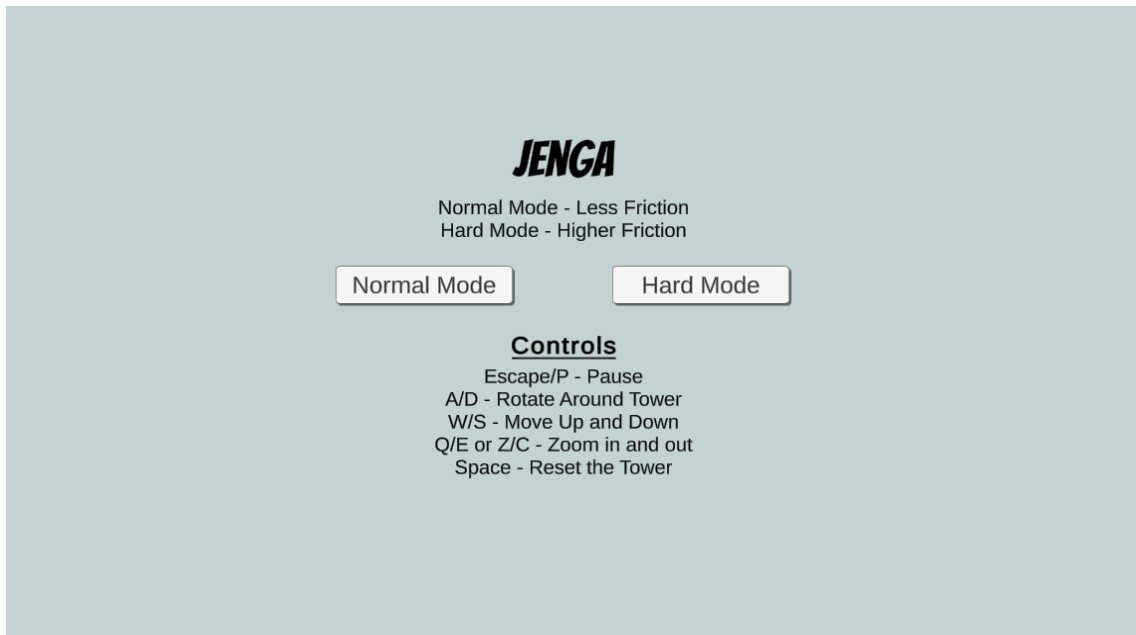 JENGA
Normal Mode - Less Friction
Hard Mode - Higher Friction
Normal Mode
Hard Mode
Controls
Escape/P - Pause
A/D - Rotate Around Tower
W/S - Move Up and Down
Q/E or Z/C - Zoom in and out
Space - Reset the Tower